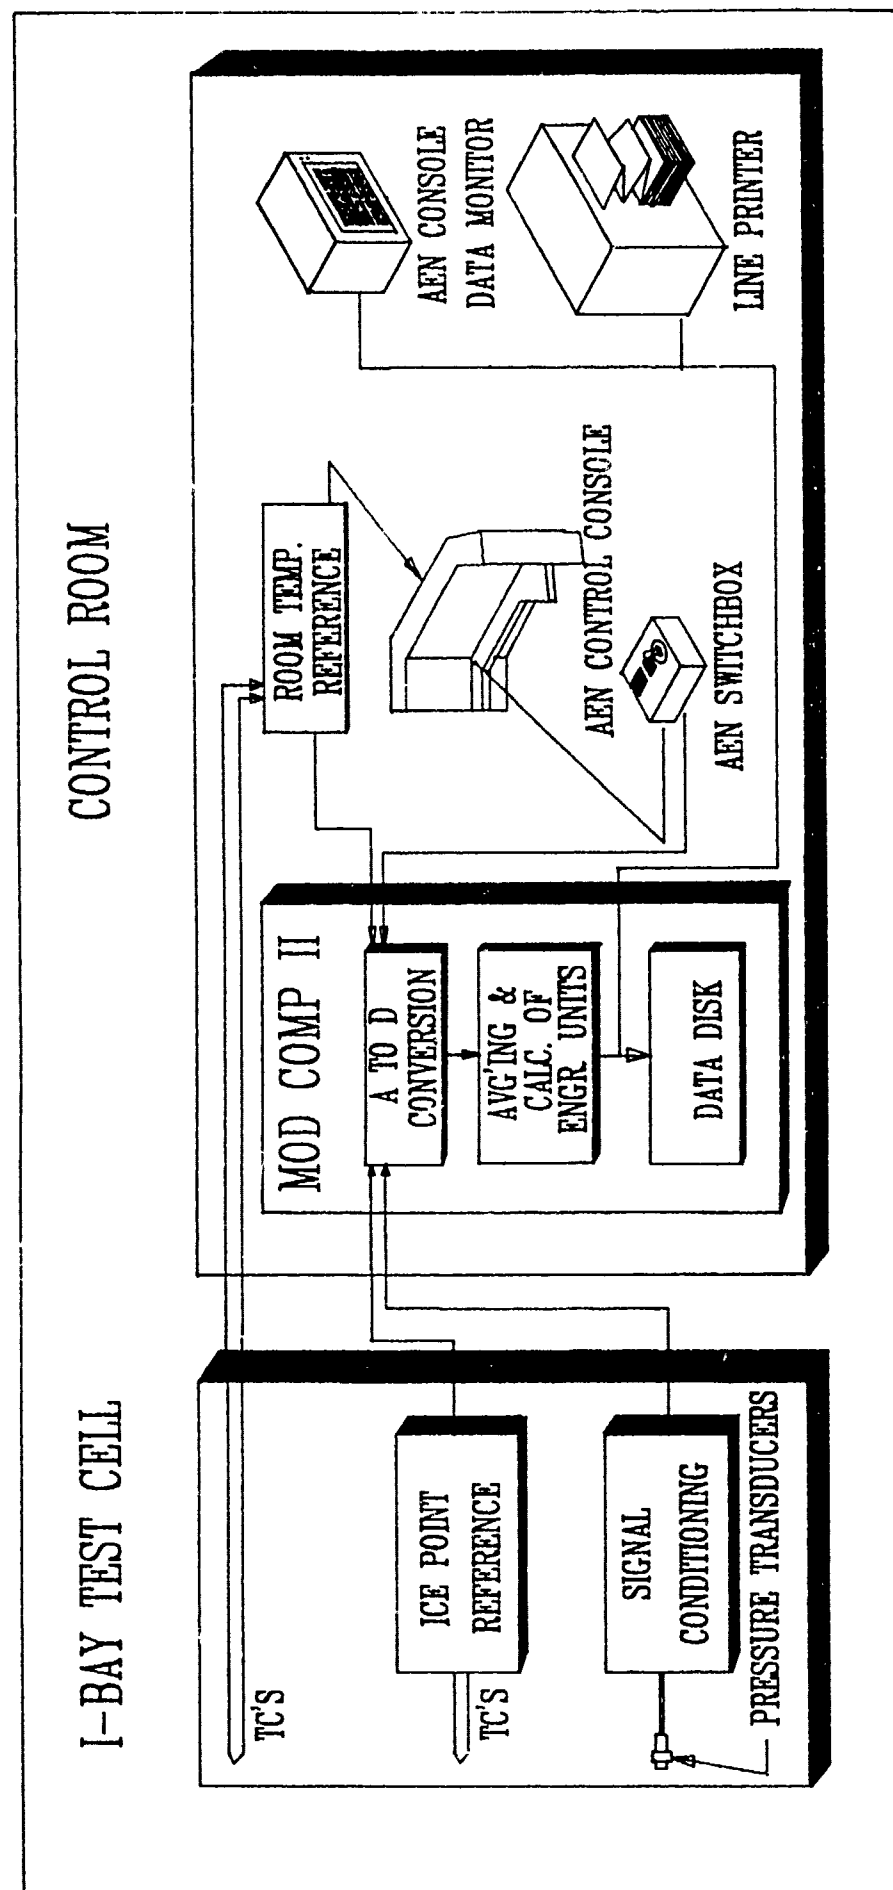 I-BAY TEST CELL
TC'S
ICE POINT
REFERENCE
TC'S
SIGNAL
CONDITIONING
PRESSURE TRANSDUCERS
CONTROL ROOM
MOD COMP II
A TO D
CONVERSION
AVG'ING &
CALC. OF
ENGR. UNITS
DATA DISK
ROOM TEMP.
REFERENCE
AEN CONTROL CONSOLE
AEN SWITCHBOX
AEN CONSOLE
DATA MONITOR
LINE PRINTER